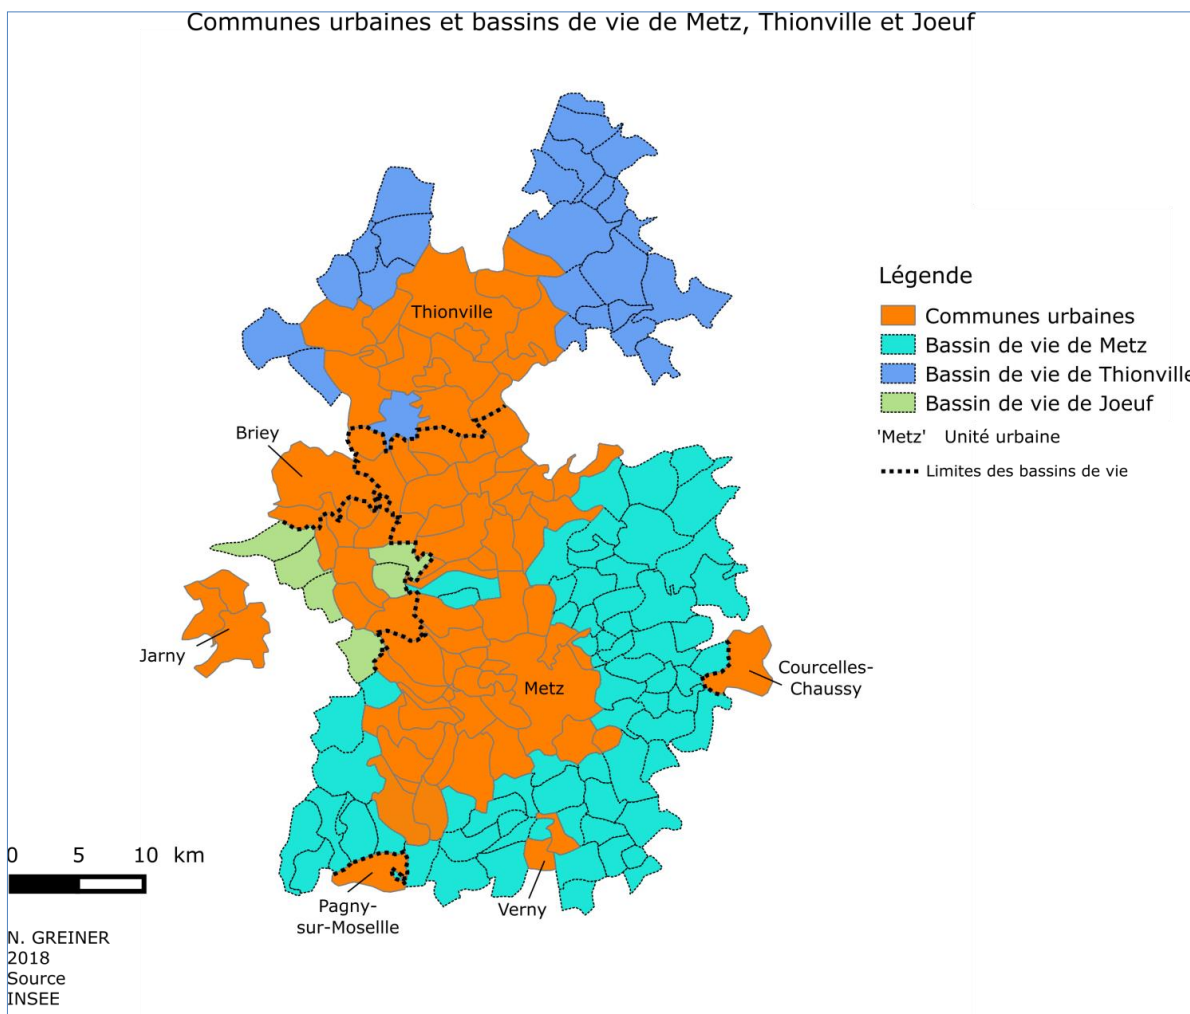 Communes urbaines et bassins de vie de Metz, Thionville et Joeuf
Thionville
Briey
Jarny
Metz
Courcelles-
Chaussy
Pagny-
sur-Mosellle
Verny
Légende
Communes urbaines
Bassin de vie de Metz
Bassin de vie de Thionville
Bassin de vie de Joeuf
'Metz' Unité urbaine
Limites des bassins de vie
0 5 10 km
N. GREINER
2018
Source
INSEE